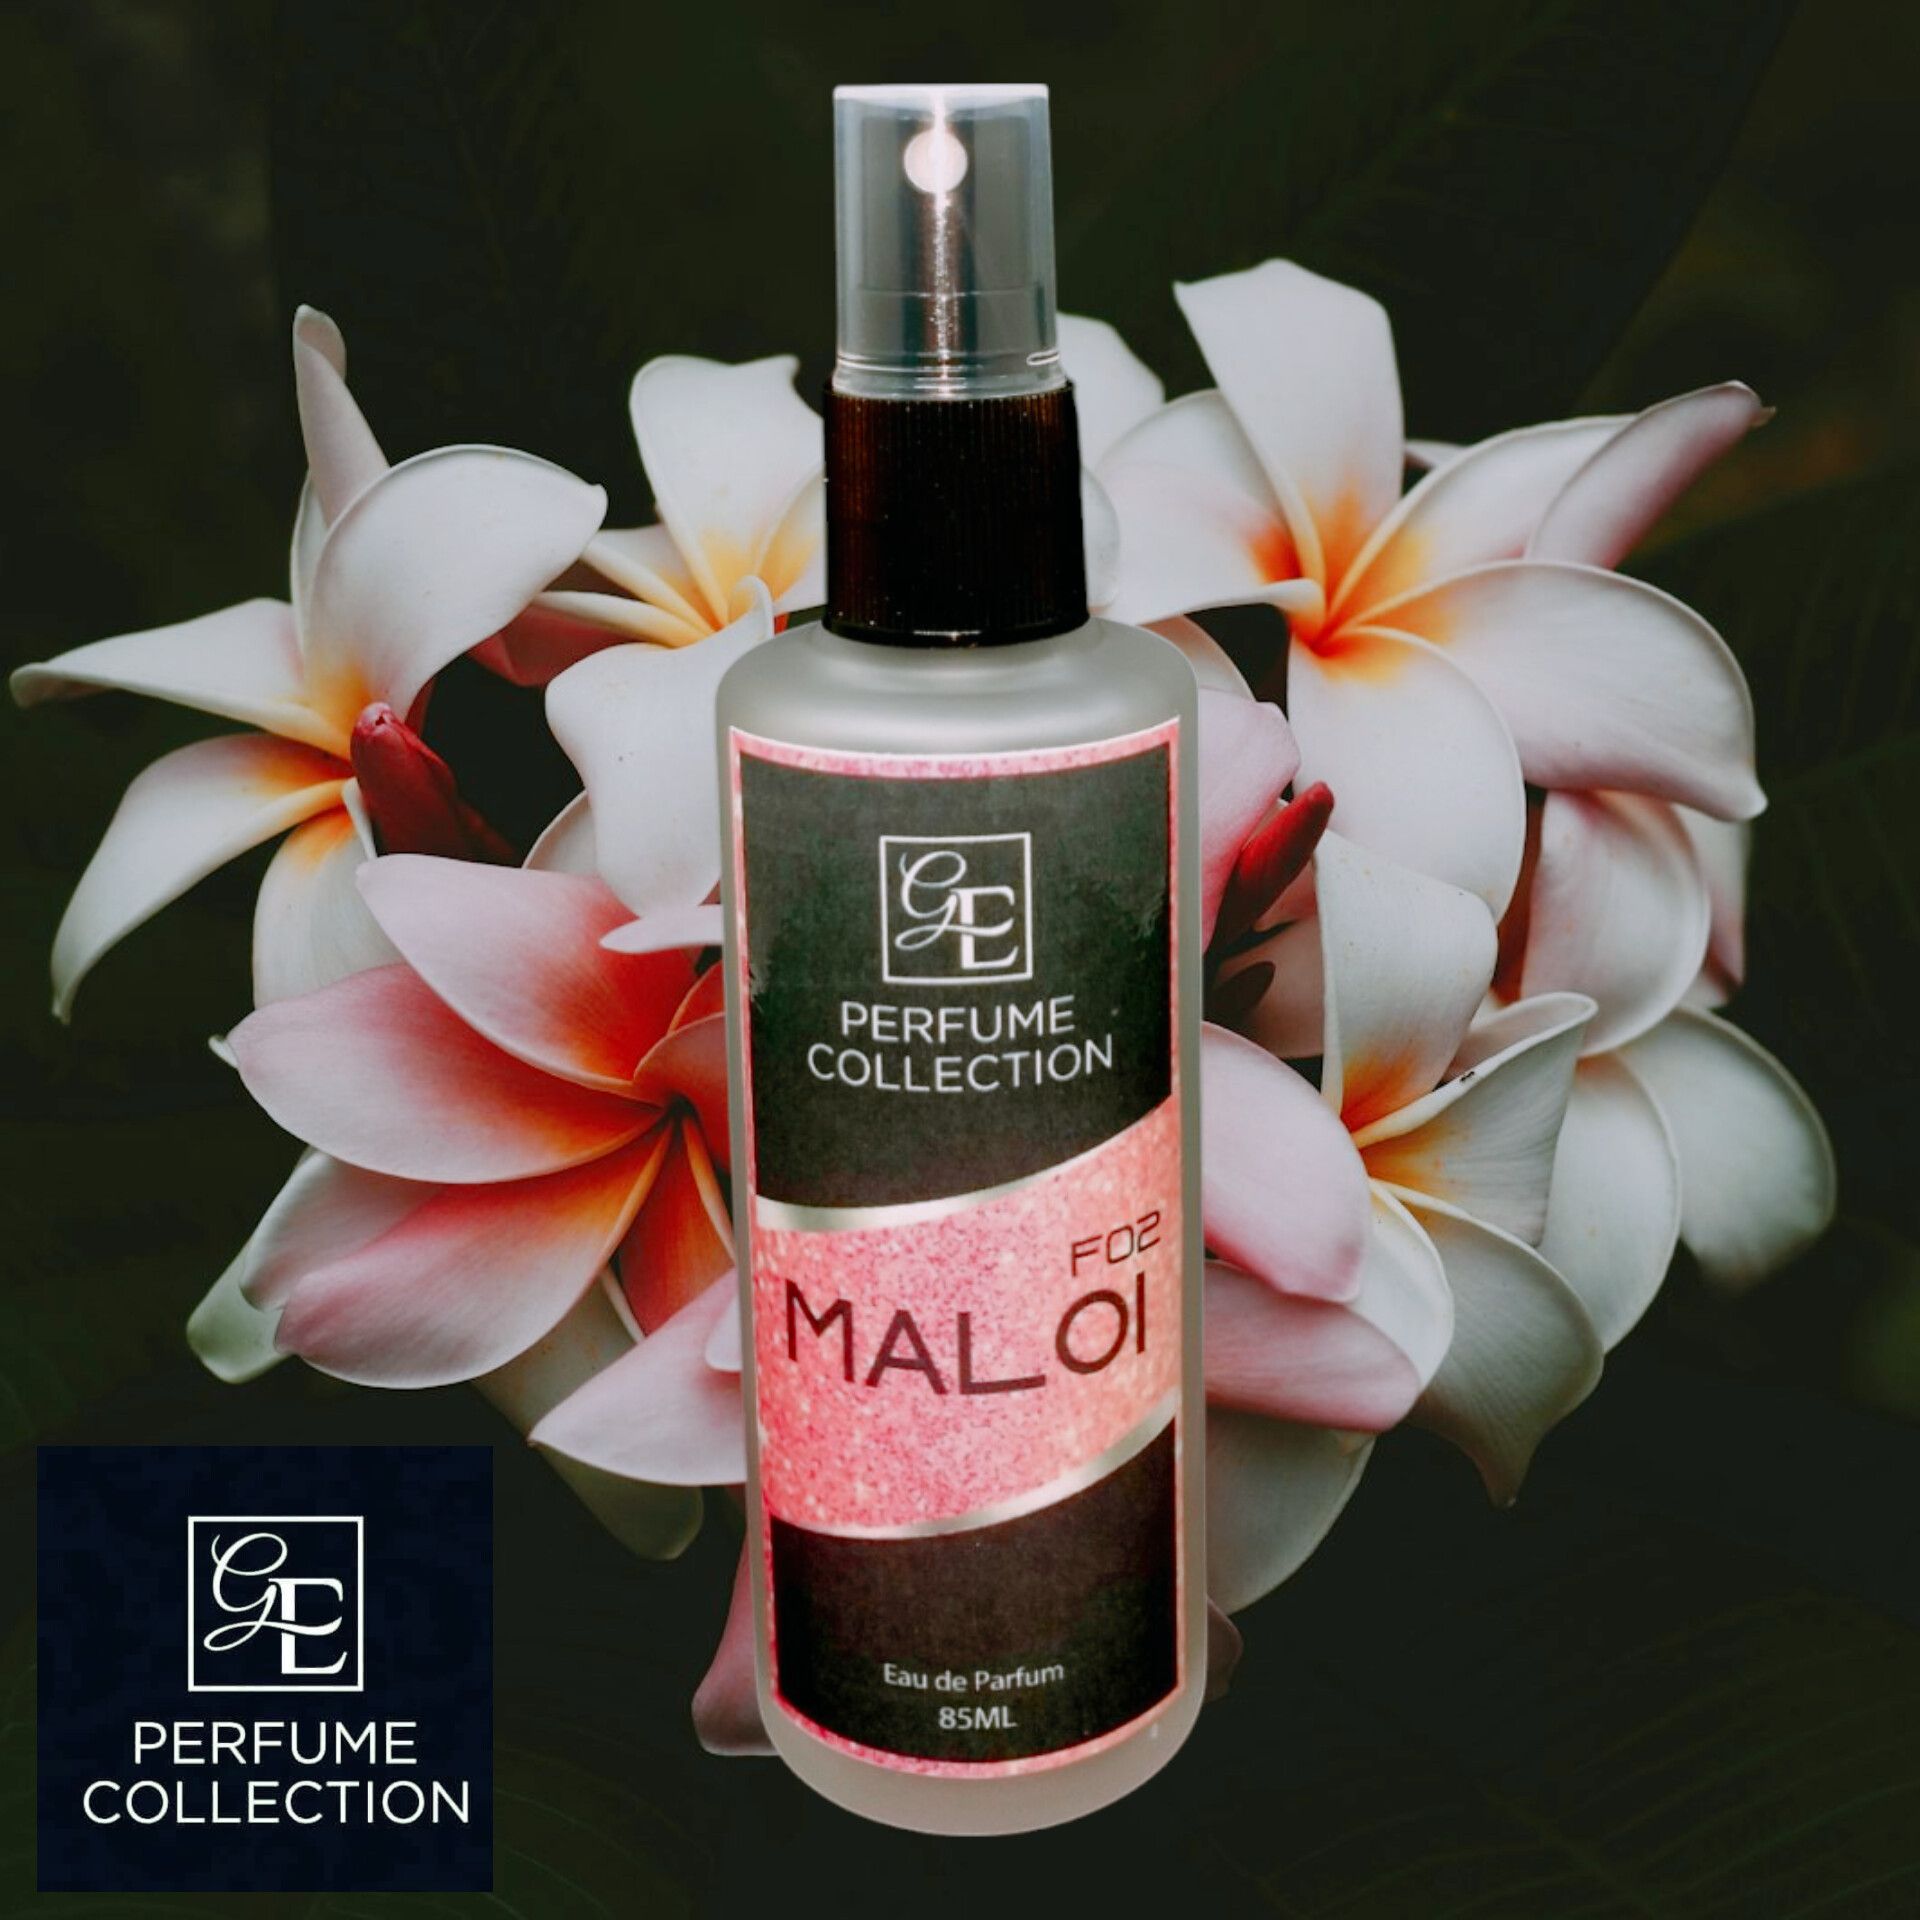 GE
PERFUME
COLLECTION
F02
MALOI
Eau de Parfum
85ML
GE
PERFUME
COLLECTION